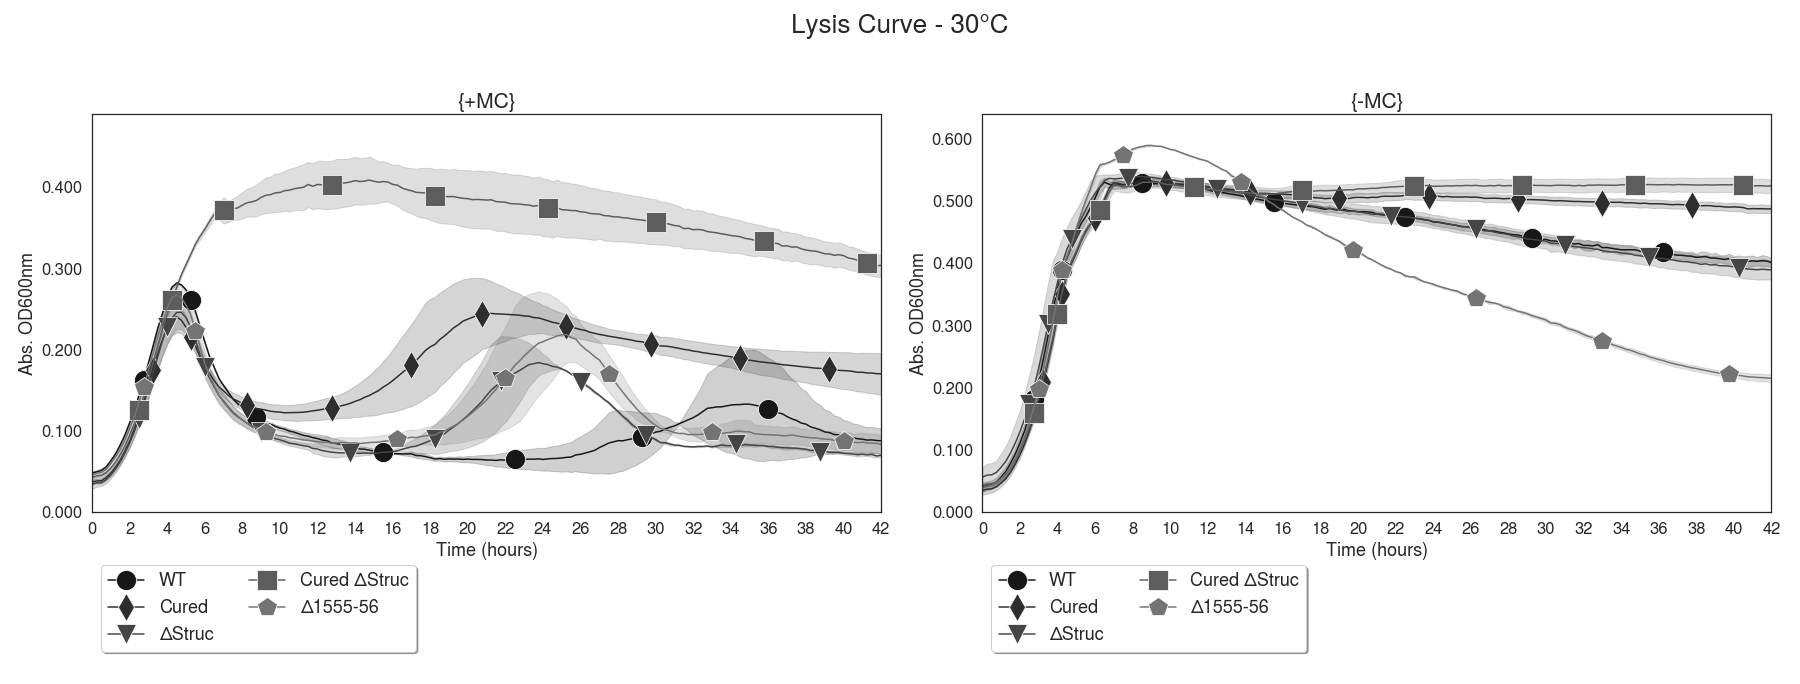 Lysis Curve - 30°C
{+MC}
Abs. OD600nm
0.400
0.300
0.200
0.100
0.000
0 2 4 6 8 10 12 14 16 18 20 22 24 26 28 30 32 34 36 38 40 42
Time (hours)
WT
Cured
ΔStruc
Cured ΔStruc
Δ1555-56
{-MC}
Abs. OD600nm
0.600
0.500
0.400
0.300
0.200
0.100
0.000
0 2 4 6 8 10 12 14 16 18 20 22 24 26 28 30 32 34 36 38 40 42
Time (hours)
WT
Cured
ΔStruc
Cured ΔStruc
Δ1555-56